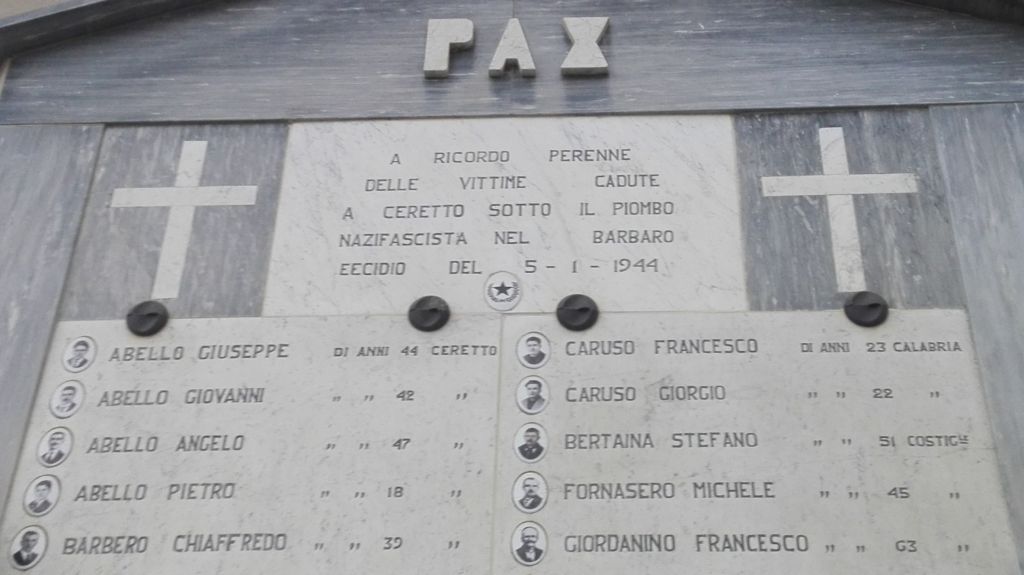 PAX
A RICORDO PERENNE
DELLE VITTIME CADUTE
A CERETTO SOTTO IL PIOMBO
NAZIFASCISTA NEL BARBARO
EECIDIO DEL 5 - 1 - 1944
ABELLO GIUSEPPE DI ANNI 44 CERETTO
ABELLO GIOVANNI " " 42 "
ABELLO ANGELO " " 47 "
ABELLO PIETRO " " 18 "
BARBERO CHIAFFREDO " " 39 "
CARUSO FRANCESCO DI ANNI 23 CALABRIA
CARUSO GIORGIO " " 22 "
BERTAINA STEFANO " " 51 COSTIGLE
FORNASERO MICHELE " " 45 "
GIORDANINO FRANCESCO " " 63 "